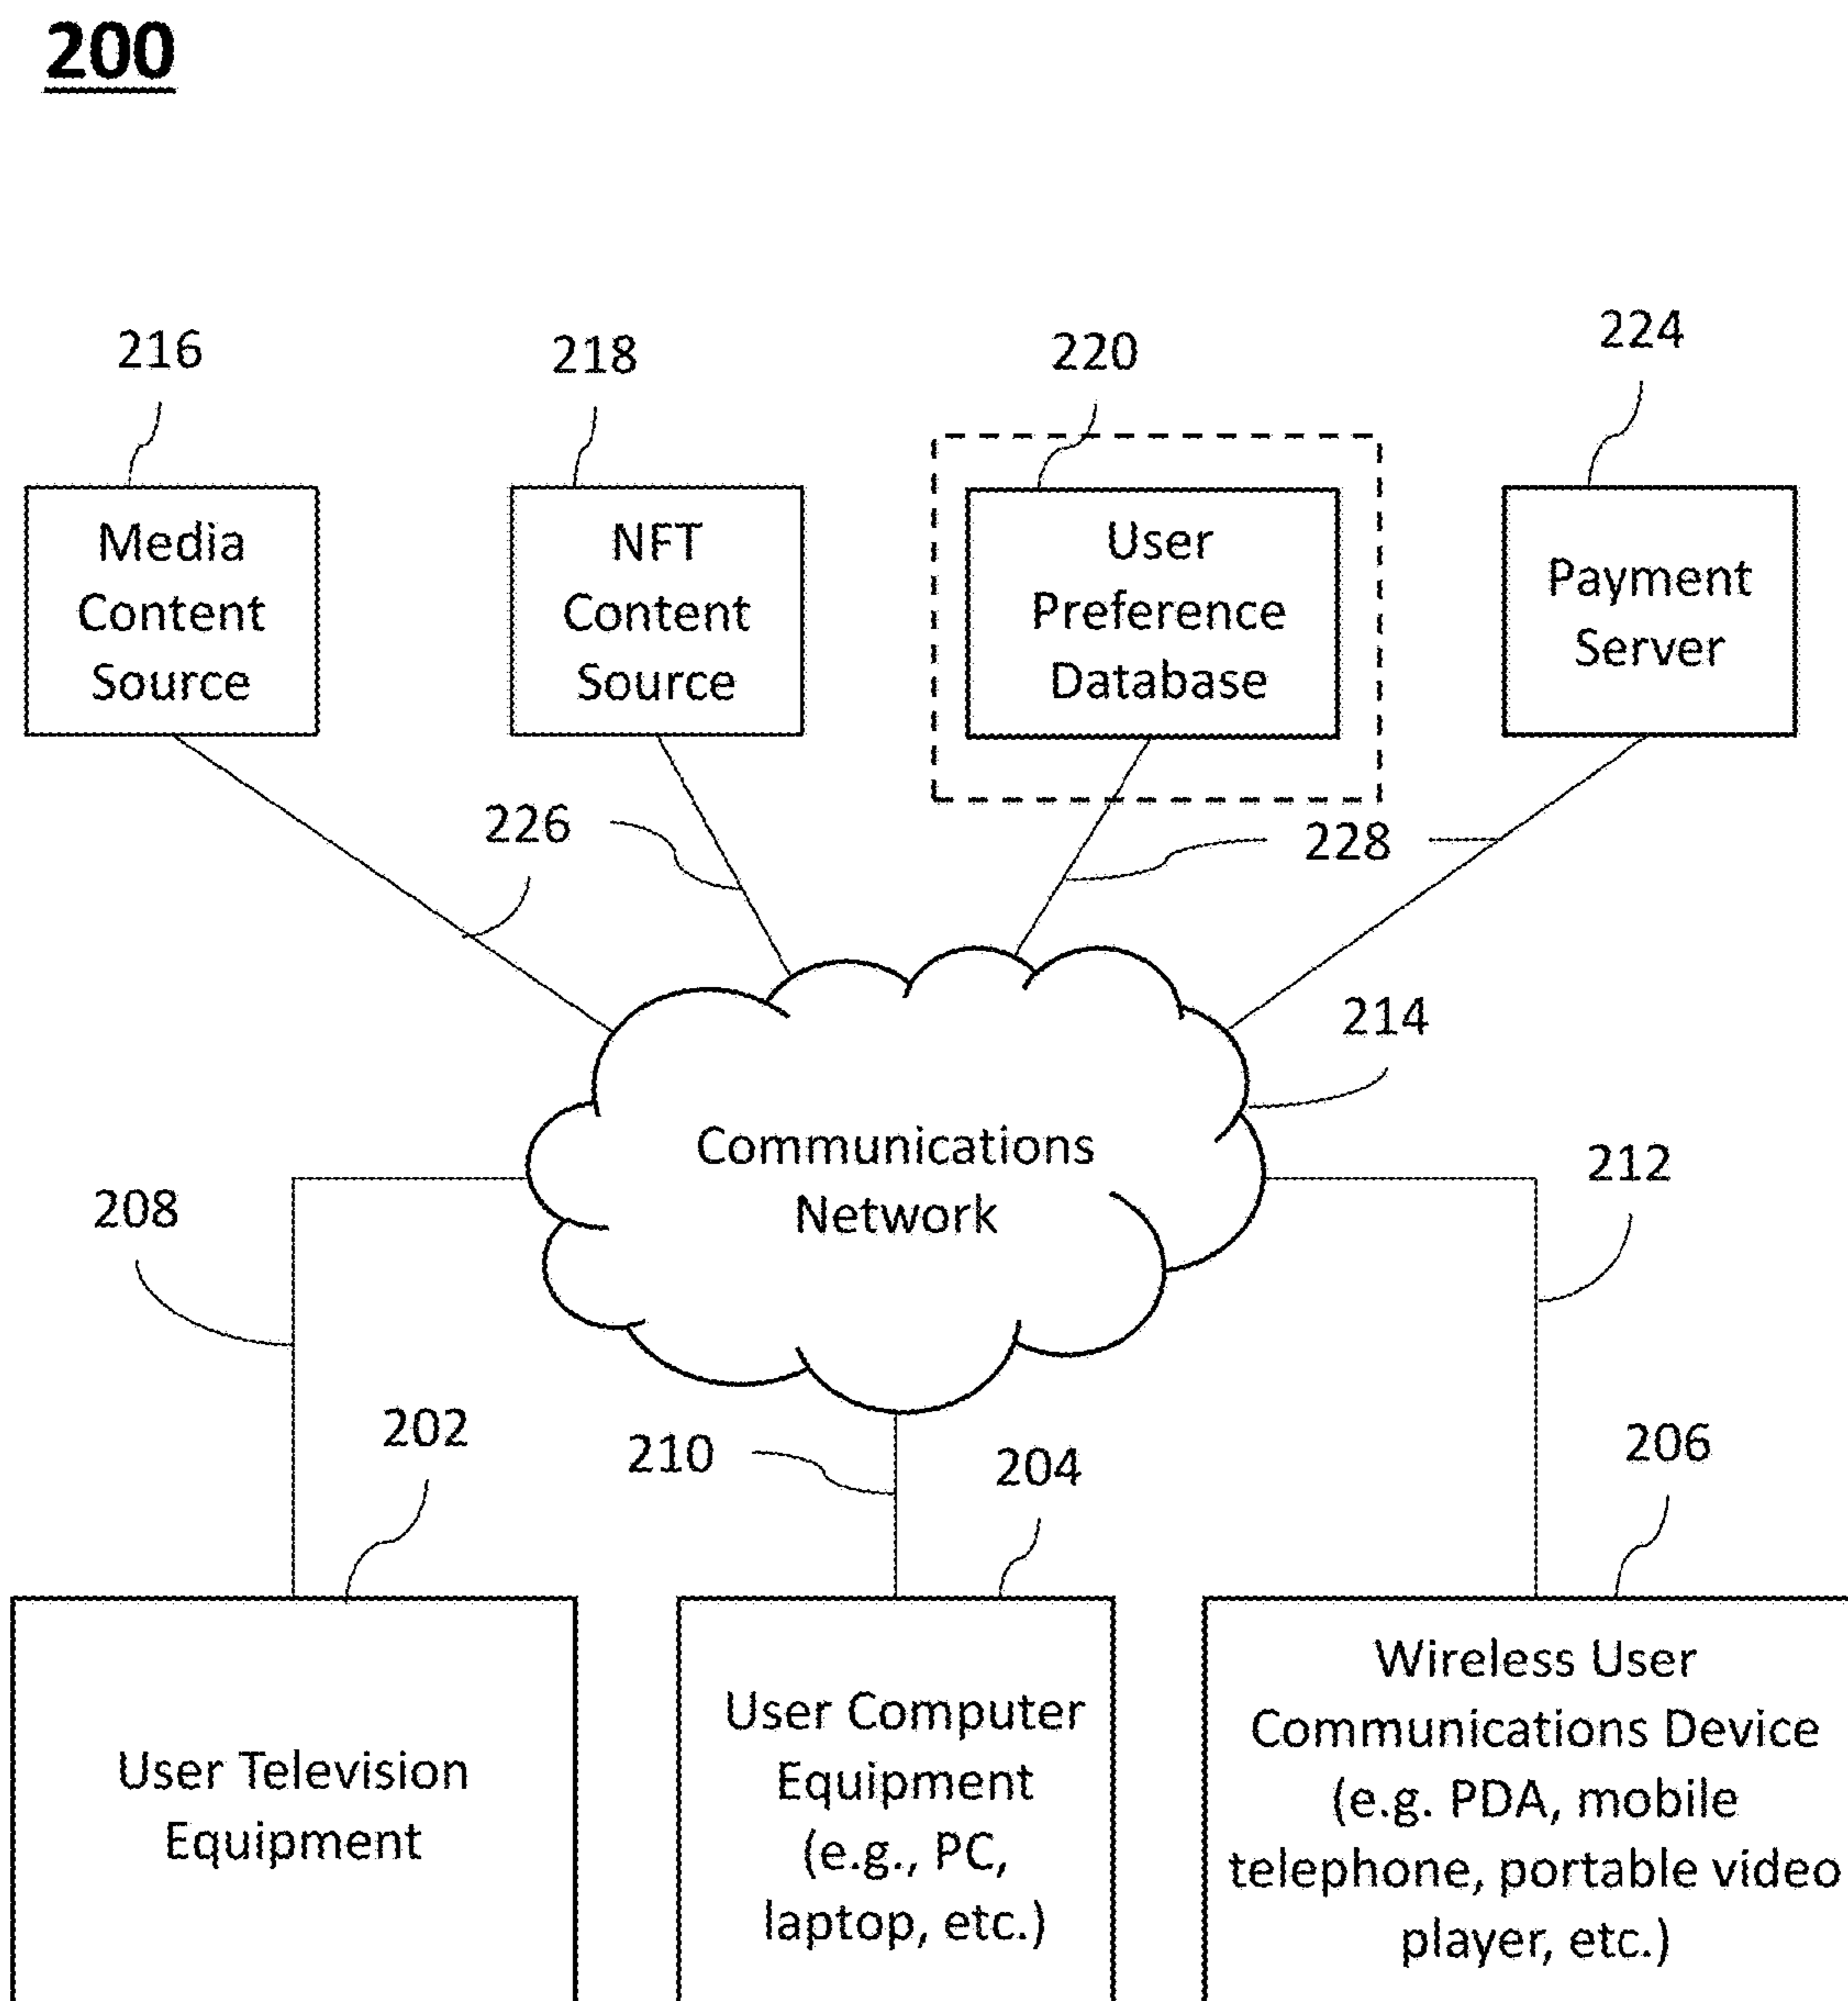 200
216
218
220
224
Media
Content
Source
NFT
Content
Source
User
Preference
Database
Payment
Server
226
228
214
Communications
Network
208
212
202
210
204
206
User Television
Equipment
User Computer
Equipment
(e.g., PC,
laptop, etc.)
Wireless User
Communications Device
(e.g. PDA, mobile
telephone, portable video
player, etc.)